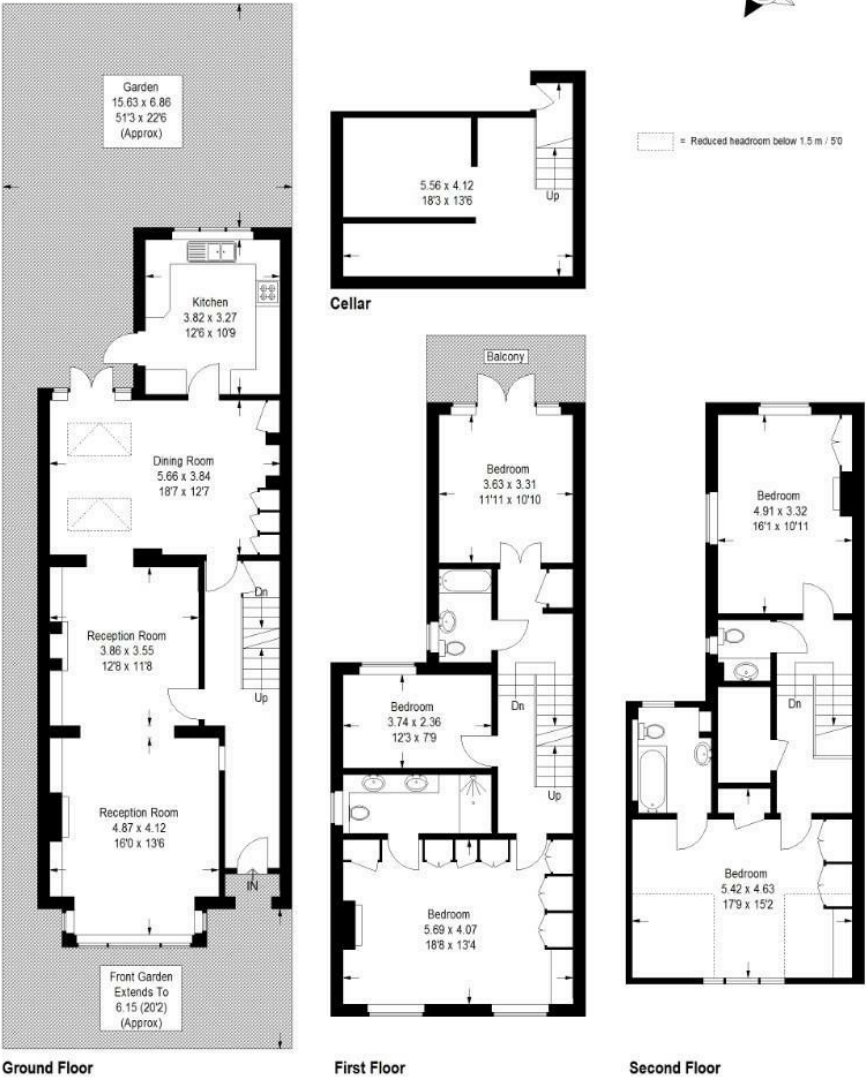 Garden
15.63 x 6.86
51'3 x 22'6
(Approx)
= Reduced headroom below 1.5 m / 5'0
5.56 x 4.12
18'3 x 13'6
Up
Cellar
Kitchen
3.82 x 3.27
12'6 x 10'9
Dining Room
5.66 x 3.84
18'7 x 12'7
Dn
Reception Room
3.86 x 3.55
12'8 x 11'8
Up
Reception Room
4.87 x 4.12
16'0 x 13'6
IN
Front Garden
Extends To
6.15 (20'2)
(Approx)
Ground Floor
Balcony
Bedroom
3.63 x 3.31
11'11 x 10'10
Bedroom
3.74 x 2.36
12'3 x 7'9
Dn
Up
Bedroom
5.69 x 4.07
18'8 x 13'4
First Floor
Bedroom
4.91 x 3.32
16'1 x 10'11
Dn
Bedroom
5.42 x 4.63
17'9 x 15'2
Second Floor